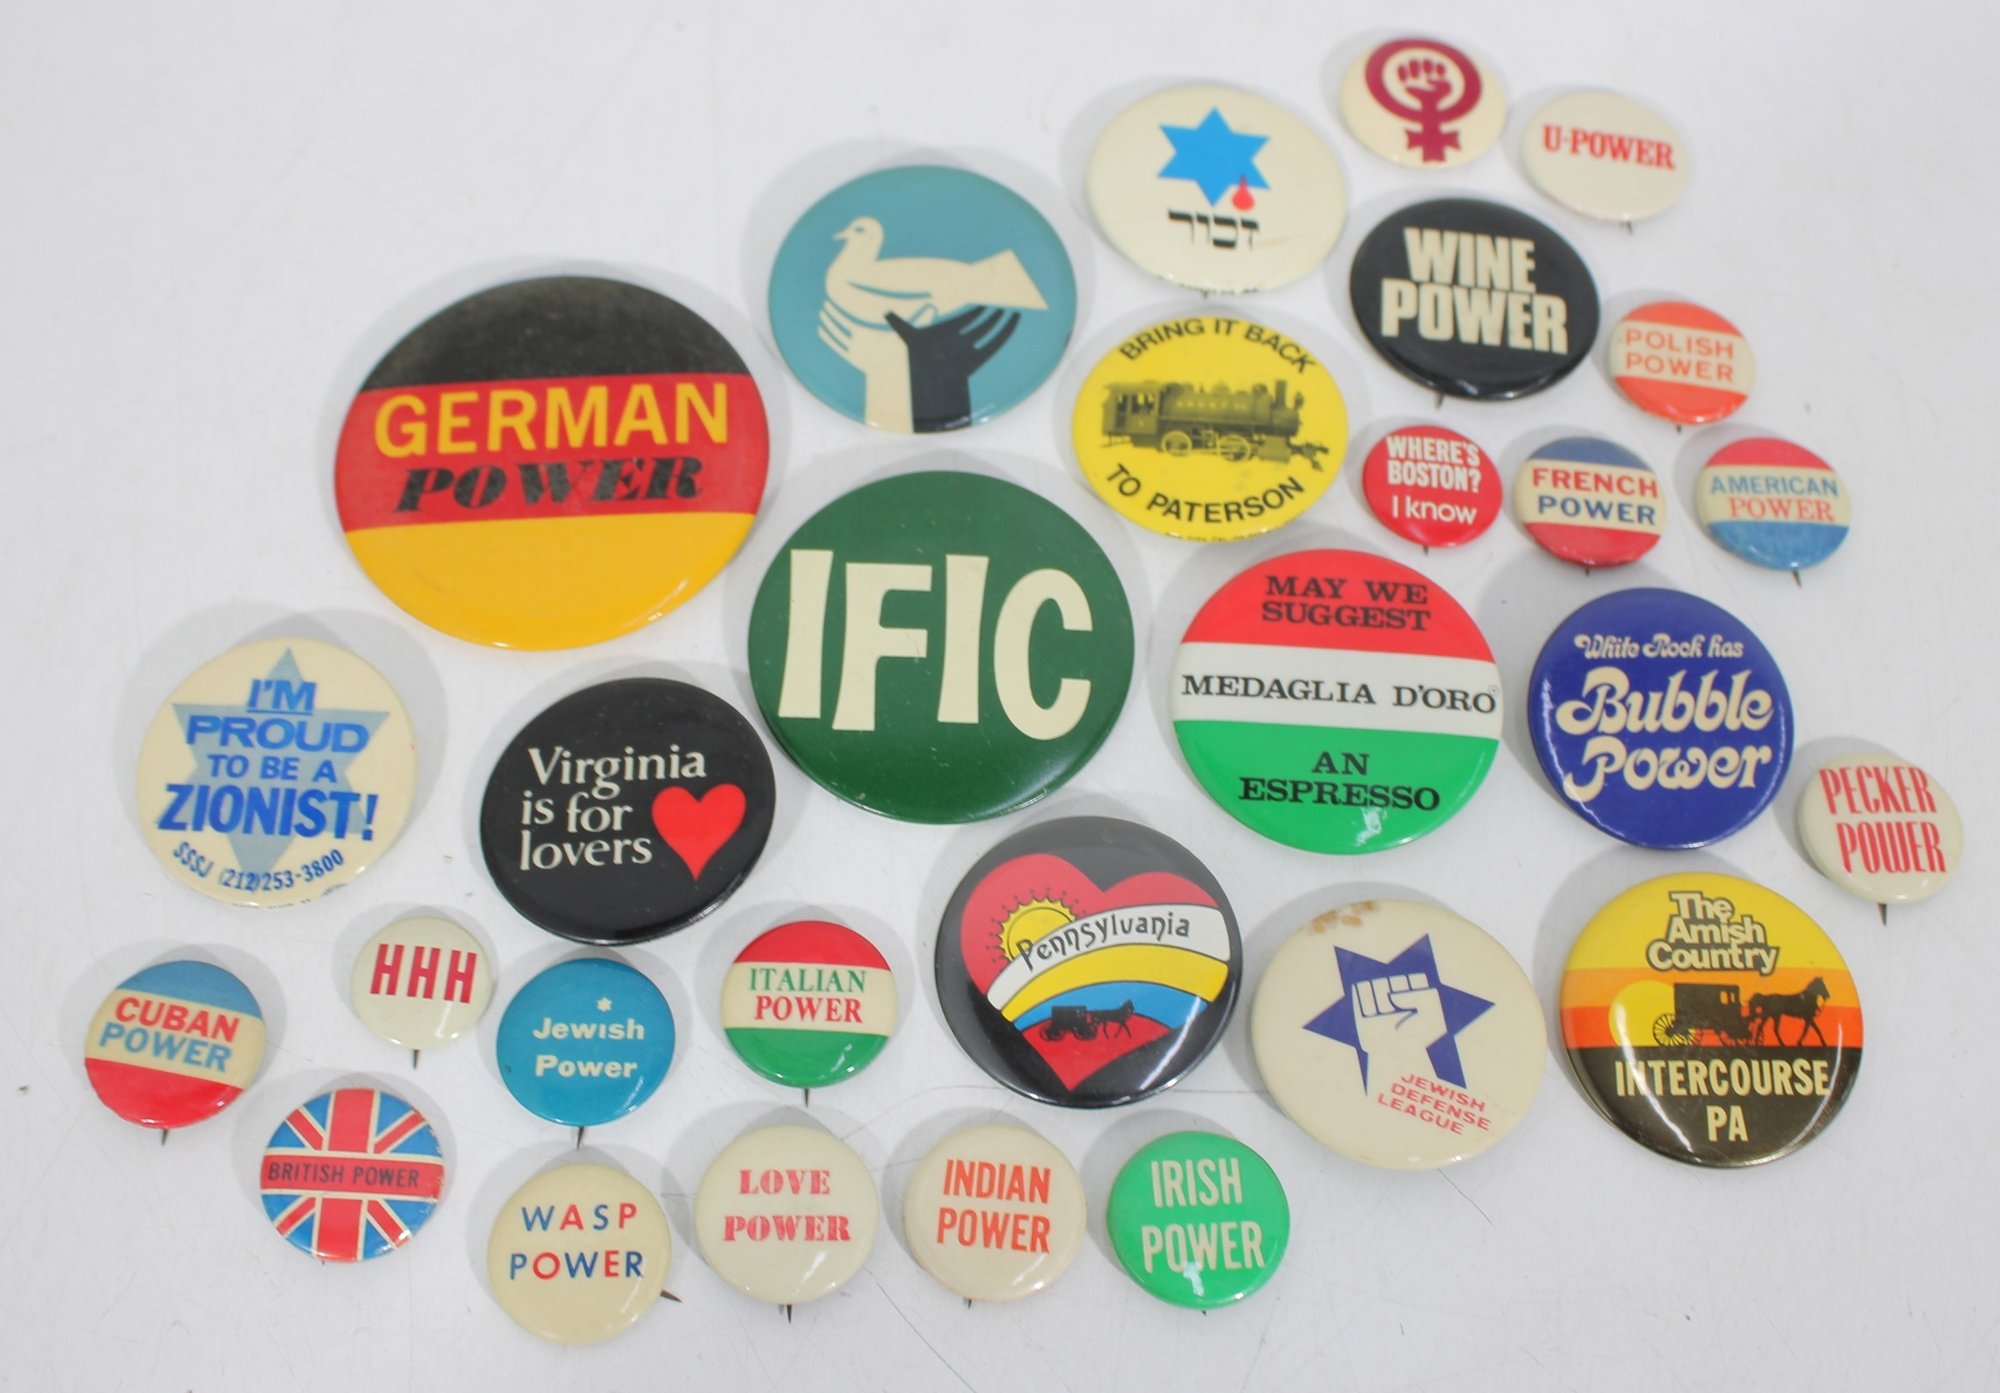 U-POWER
זכור
WINE
POWER
POLISH
POWER
BRING IT BACK
TO PATERSON
GERMAN
POWER
WHERE'S
BOSTON?
I know
FRENCH
POWER
AMERICAN
POWER
IFIC
MAY WE
SUGGEST
MEDAGLIA D'ORO
AN
ESPRESSO
White Rock has
Bubble
Power
I'M
PROUD
TO BE A
ZIONIST!
SSSJ (212)253-3800
Virginia
is for
lovers
PECKER
POWER
Pennsylvania
The
Amish
Country
INTERCOURSE
PA
HHH
CUBAN
POWER
Jewish
Power
ITALIAN
POWER
JEWISH
DEFENSE
LEAGUE
BRITISH POWER
WASP
POWER
LOVE
POWER
INDIAN
POWER
IRISH
POWER